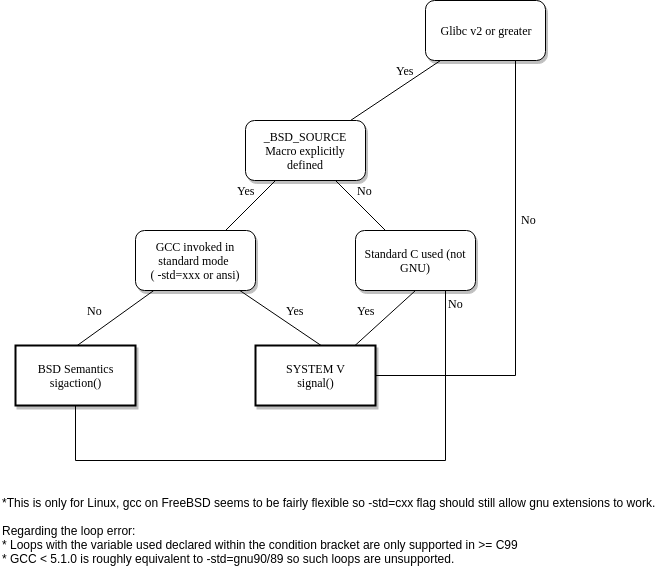 Glibc v2 or greater
Yes
_BSD_SOURCE
Macro explicitly
defined
Yes
No
No
GCC invoked in
standard mode
( -std=xxx or ansi)
Standard C used (not
GNU)
No
Yes
Yes
No
BSD Semantics
sigaction()
SYSTEM V
signal()
*This is only for Linux, gcc on FreeBSD seems to be fairly flexible so -std=cxx flag should still allow gnu extensions to work.
Regarding the loop error:
* Loops with the variable used declared within the condition bracket are only supported in >= C99
* GCC < 5.1.0 is roughly equivalent to -std=gnu90/89 so such loops are unsupported.